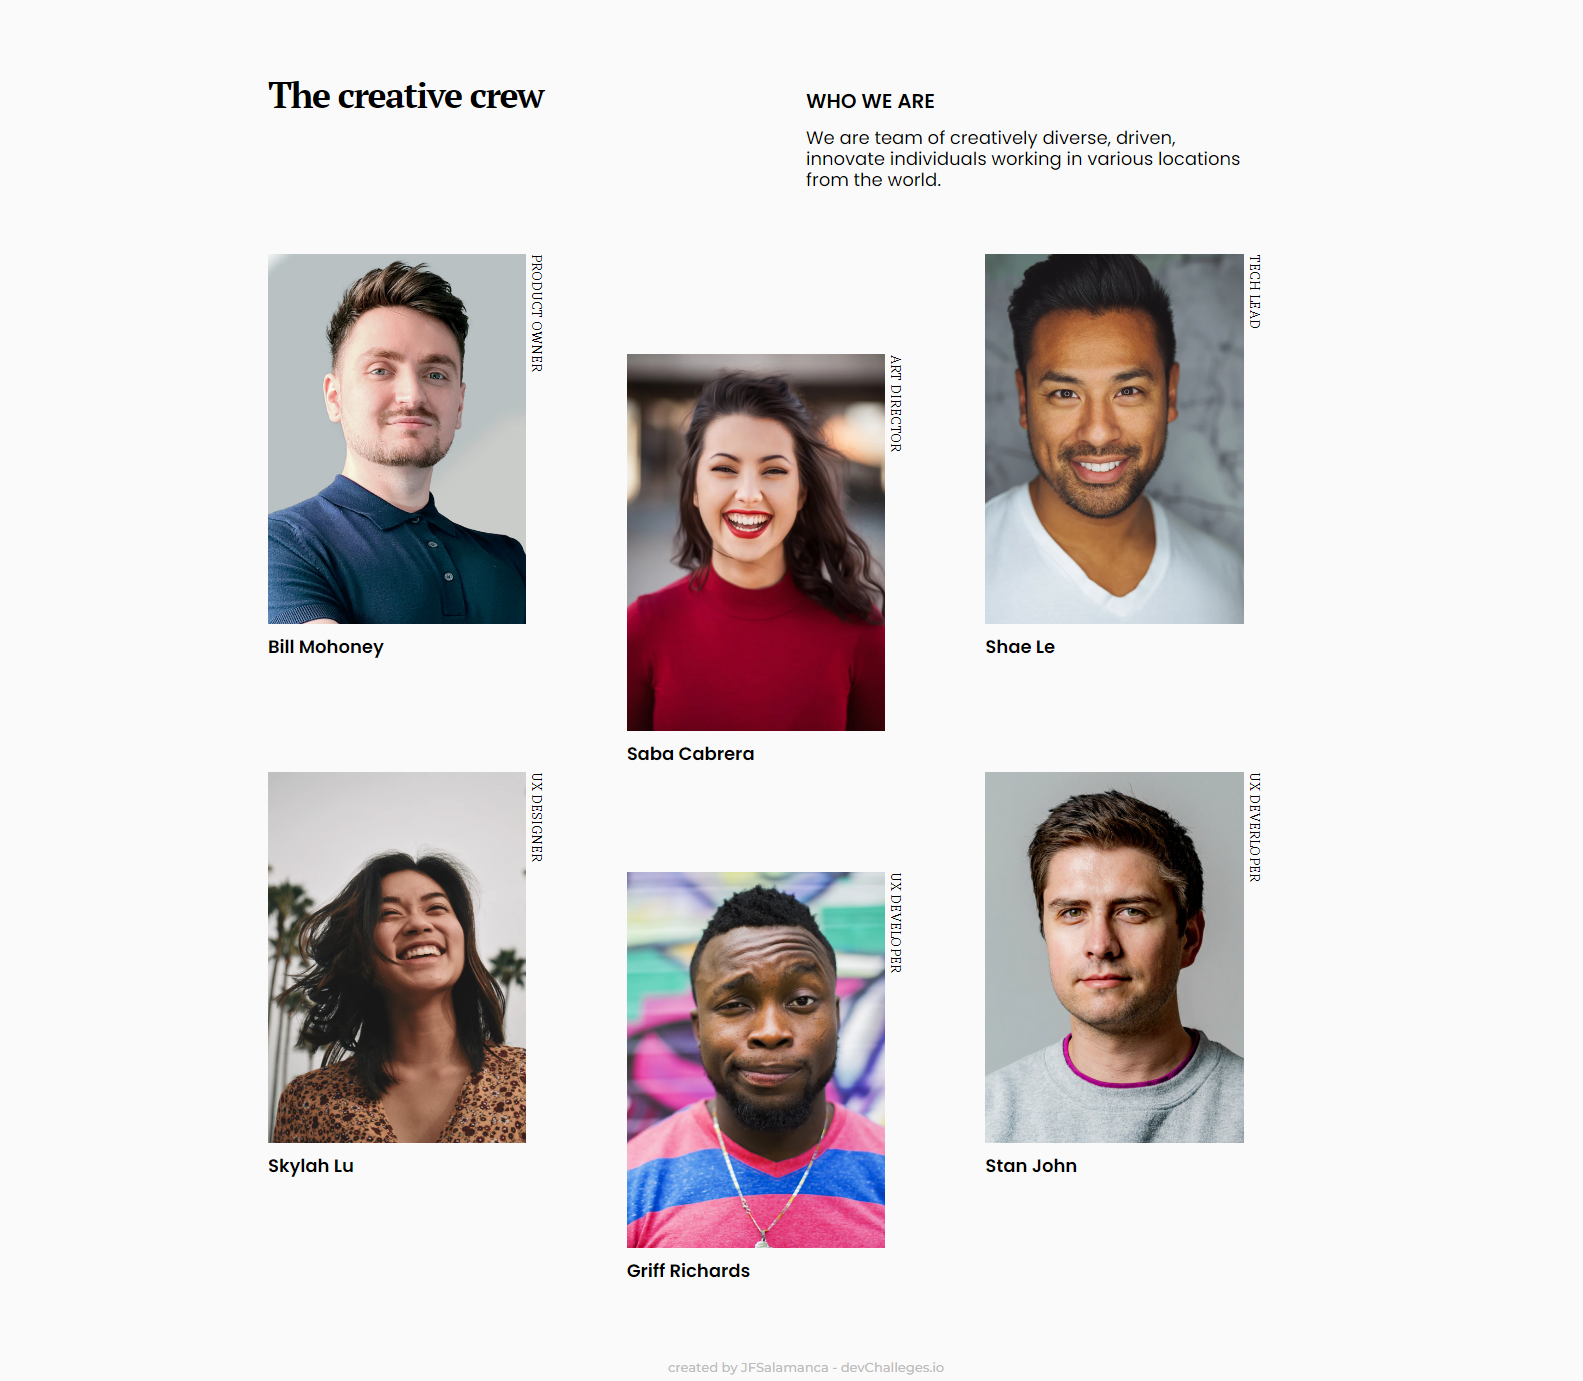 The creative crew
WHO WE ARE
We are team of creatively diverse, driven,
innovate individuals working in various locations
from the world.
PRODUCT OWNER
Bill Mohoney
ART DIRECTOR
Saba Cabrera
TECH LEAD
Shae Le
UX DESIGNER
Skylah Lu
UX DEVELOPER
Griff Richards
UX DEVERLOPER
Stan John
created by JFSalamanca - devChalleges.io